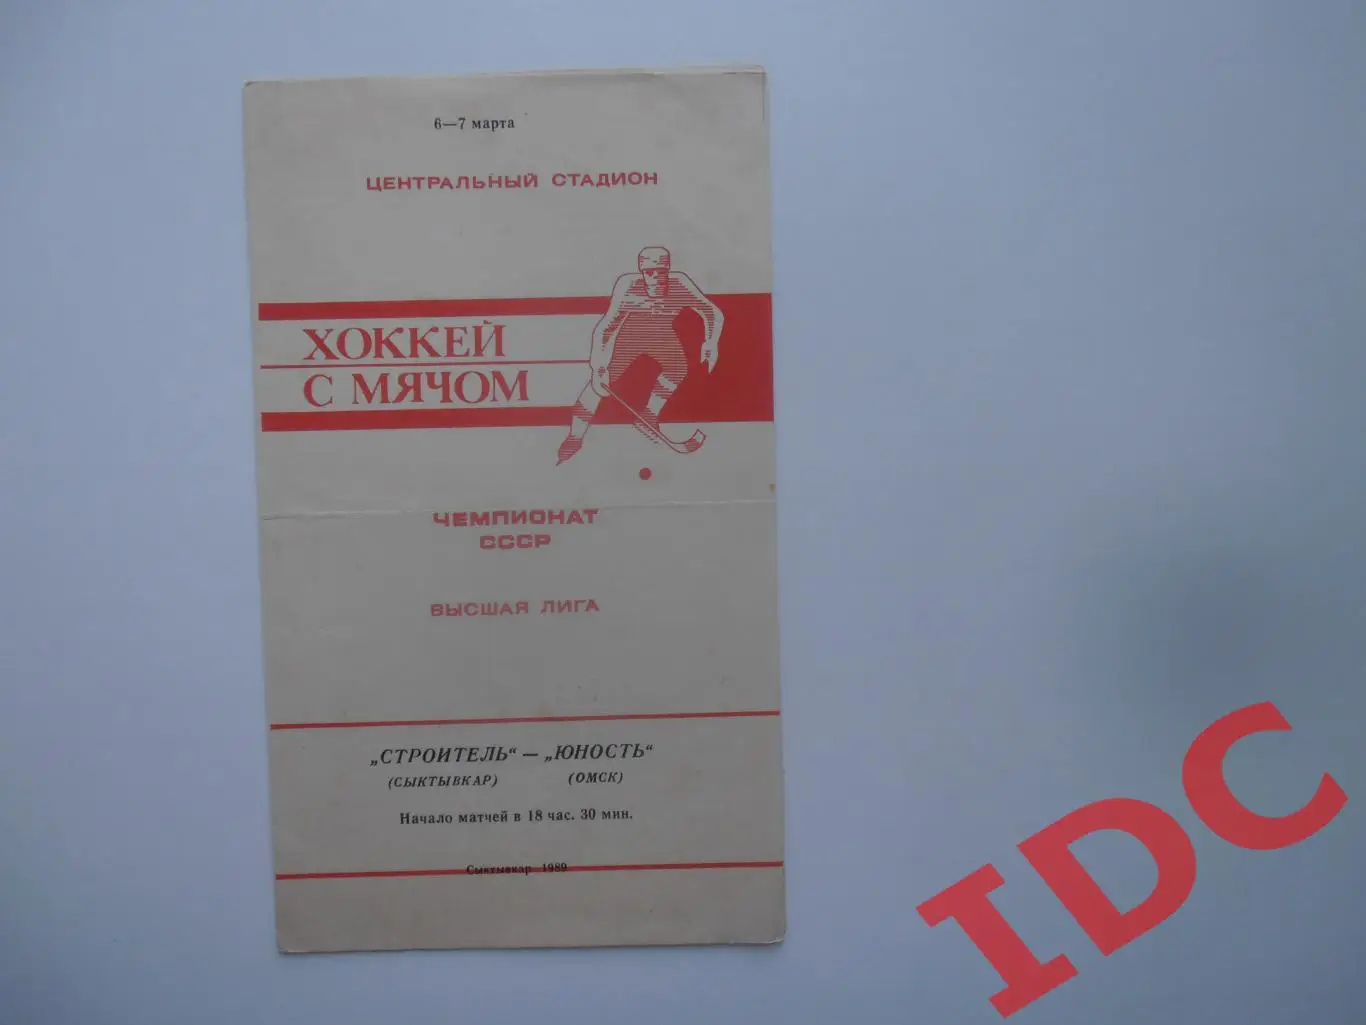 6—7 марта
ЦЕНТРАЛЬНЫЙ СТАДИОН
ХОККЕЙ
С МЯЧОМ
ЧЕМПИОНАТ
СССР
ВЫСШАЯ ЛИГА
„СТРОИТЕЛЬ“ — „ЮНОСТЬ“
(СЫКТЫВКАР) (ОМСК)
Начало матчей в 18 час. 30 мин.
Сыктывкар 1989
IDC